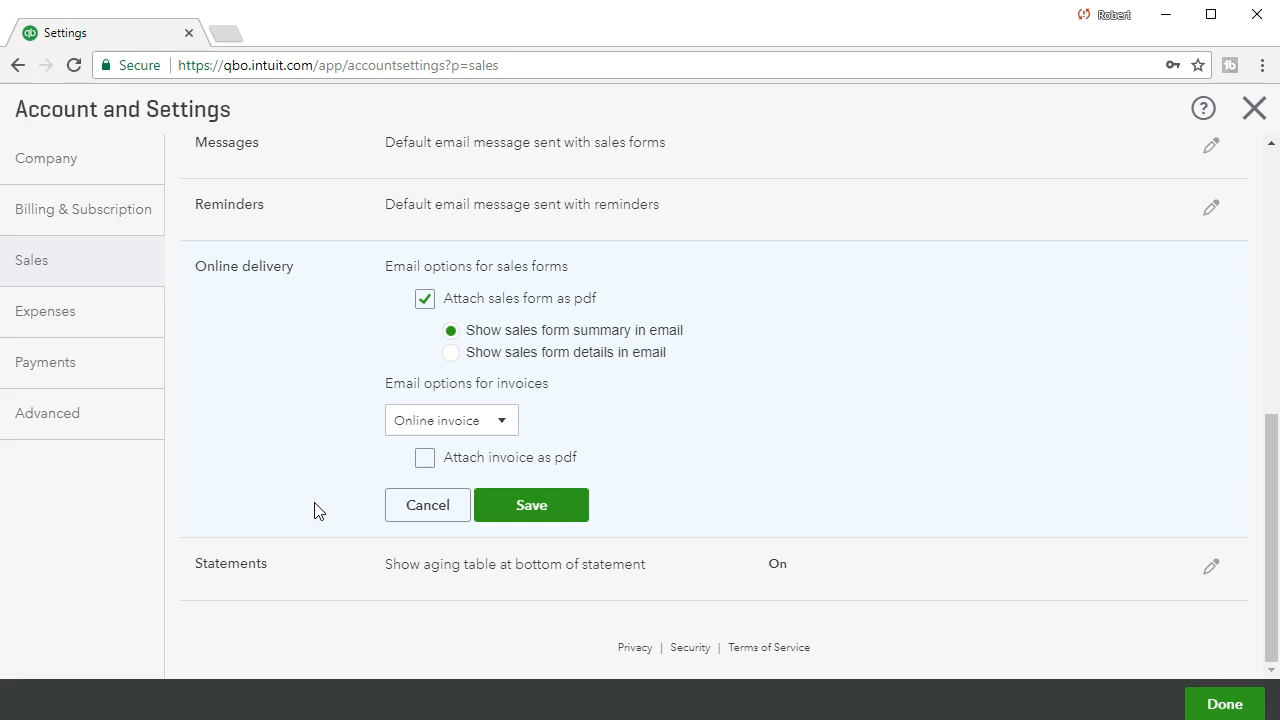 qb Settings
Robert
Secure https://qbo.intuit.com/app/accountsettings?p=sales
Account and Settings
?
Company
Billing & Subscription
Sales
Expenses
Payments
Advanced
Messages Default email message sent with sales forms
Reminders Default email message sent with reminders
Online delivery Email options for sales forms
Attach sales form as pdf
Show sales form summary in email
Show sales form details in email
Email options for invoices
Online invoice
Attach invoice as pdf
Cancel Save
Statements Show aging table at bottom of statement On
Privacy | Security | Terms of Service
Done